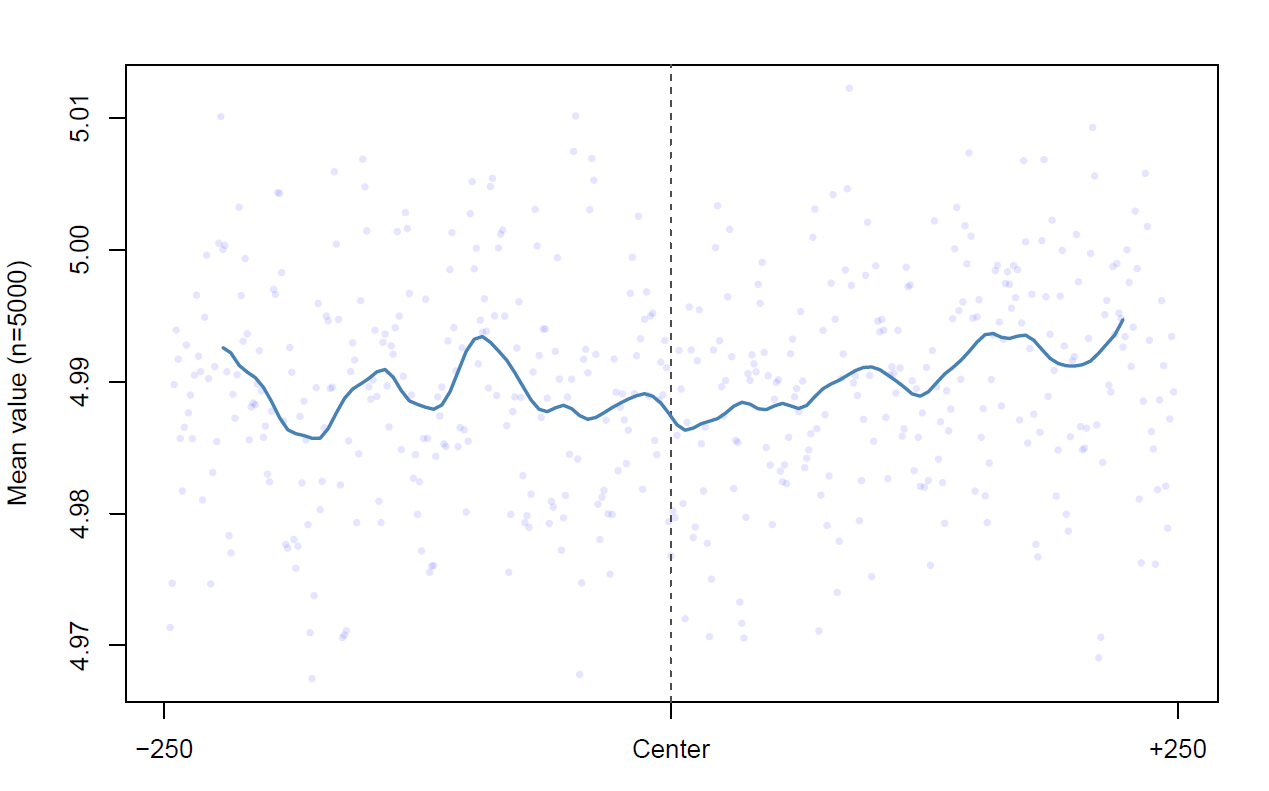 Mean value (n=5000)
5.01
5.00
4.99
4.98
4.97
−250 Center +250